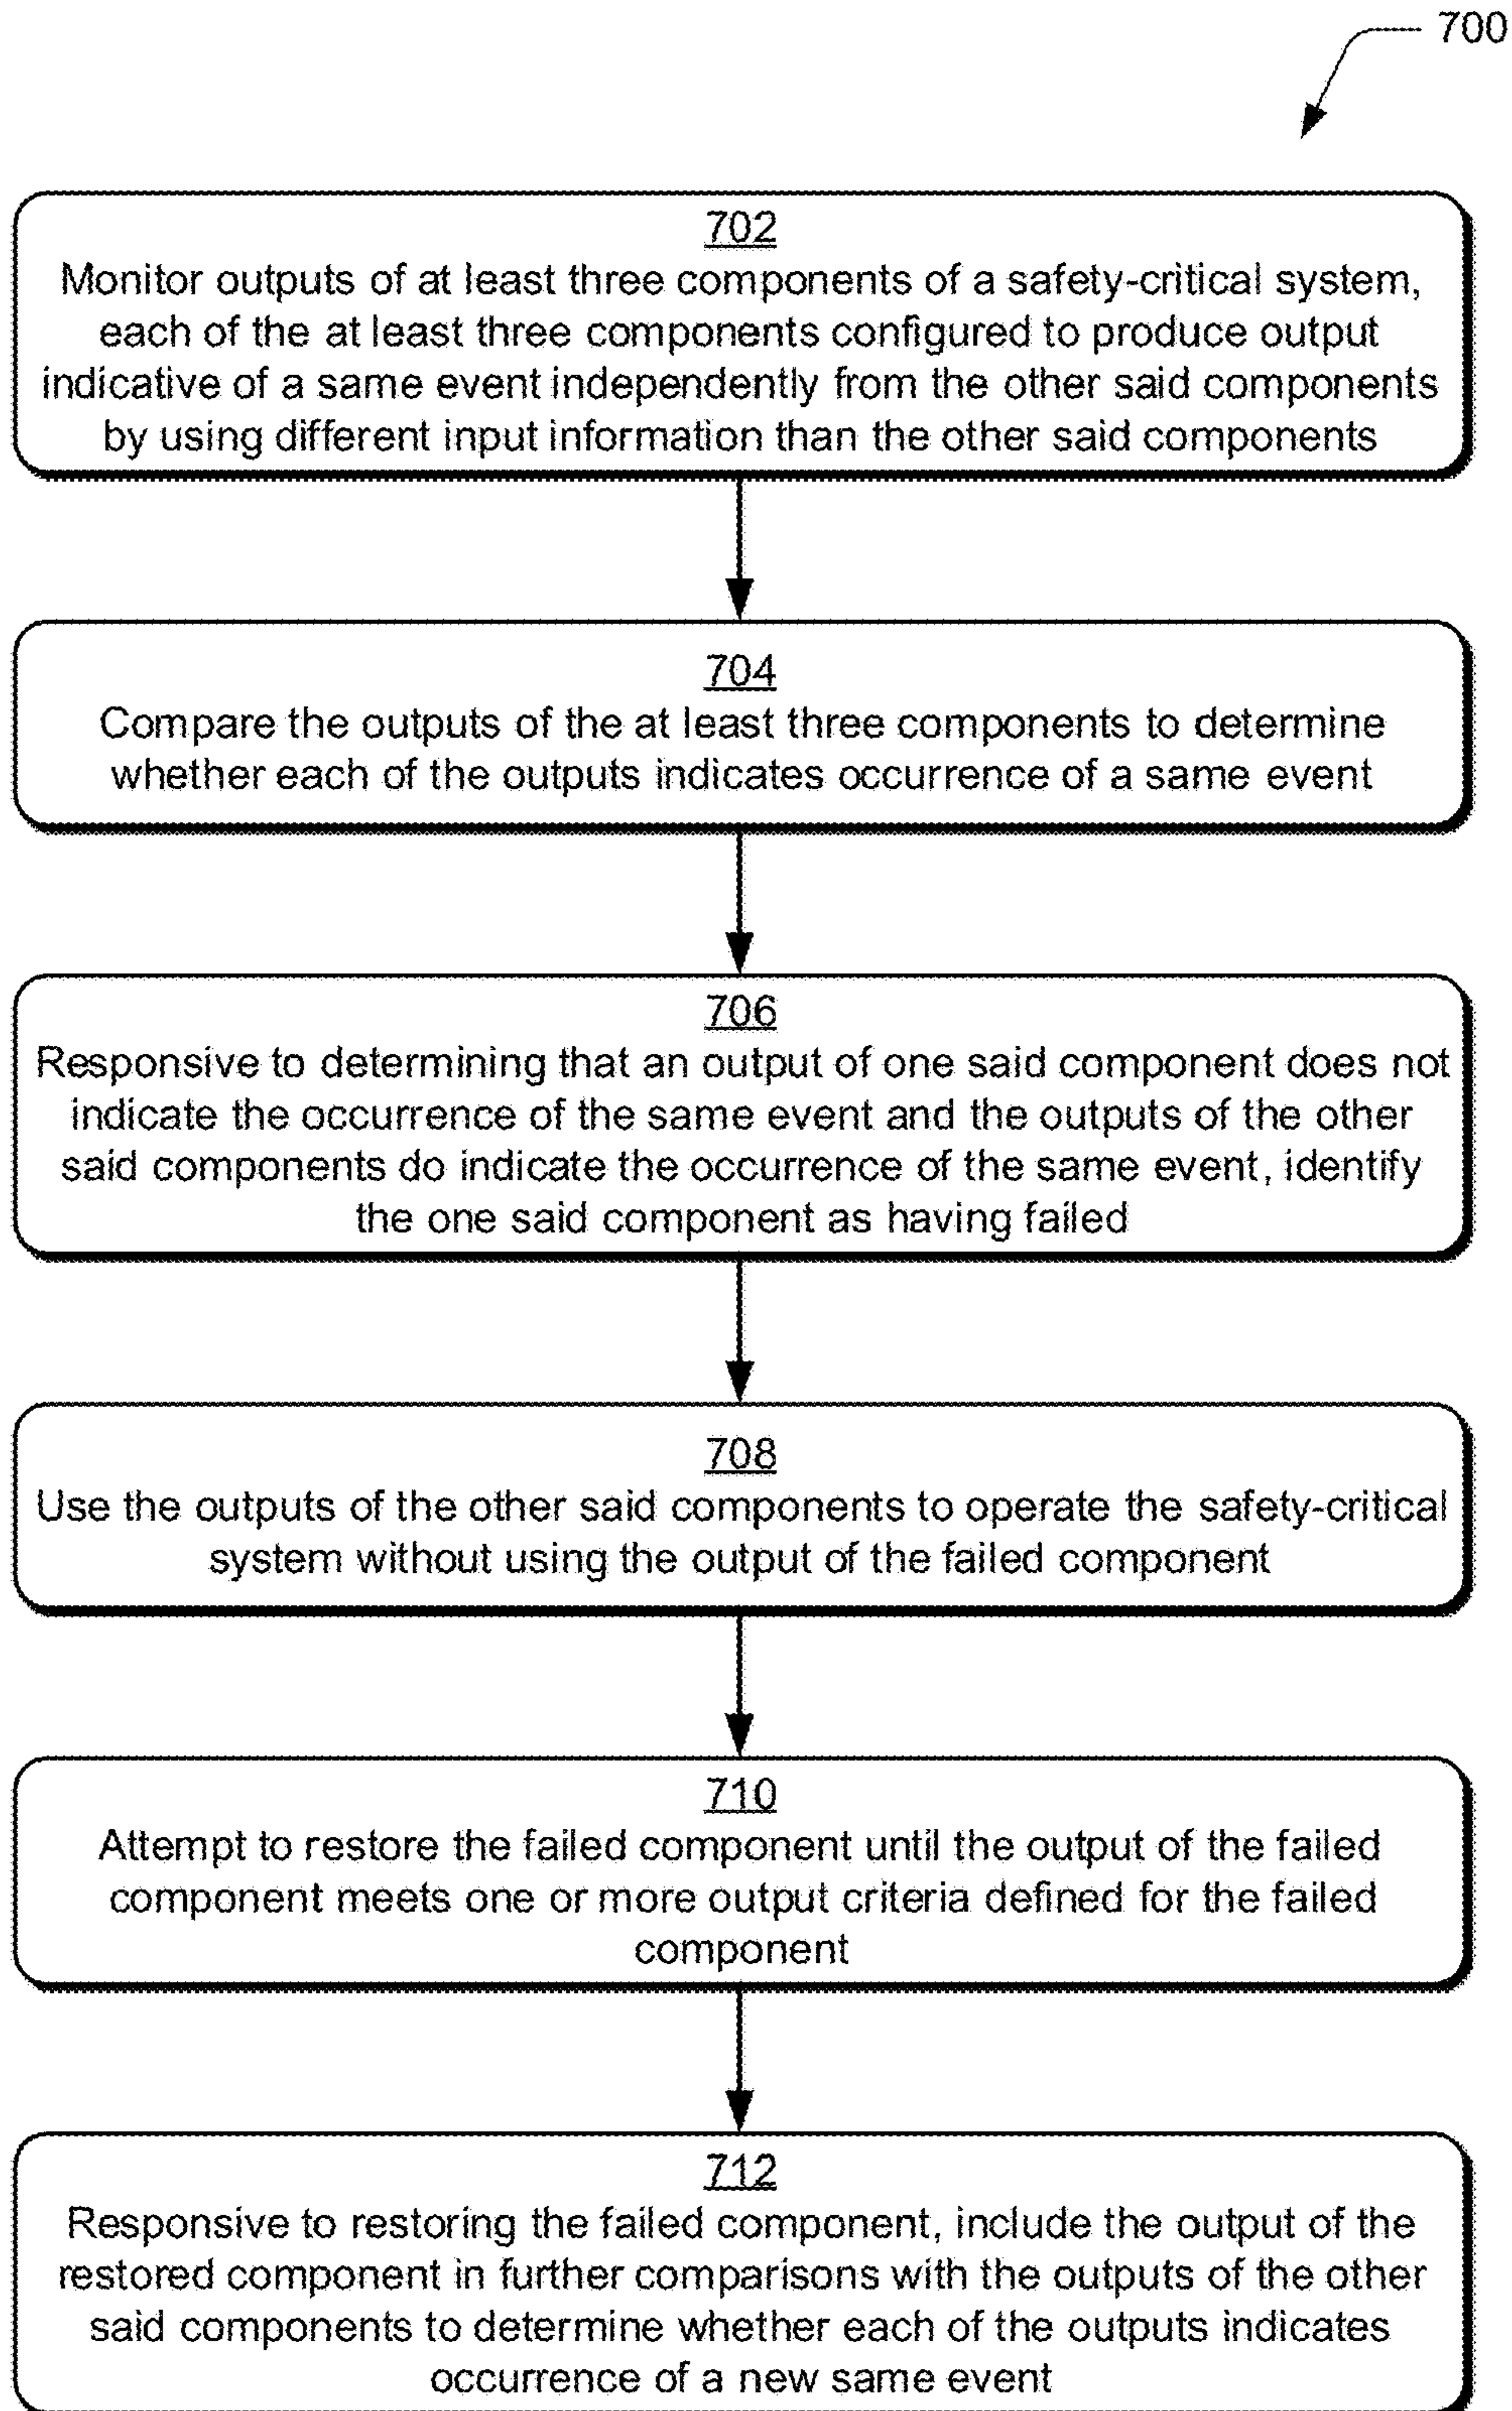 700
702
Monitor outputs of at least three components of a safety-critical system,
each of the at least three components configured to produce output
indicative of a same event independently from the other said components
by using different input information than the other said components
704
Compare the outputs of the at least three components to determine
whether each of the outputs indicates occurrence of a same event
706
Responsive to determining that an output of one said component does not
indicate the occurrence of the same event and the outputs of the other
said components do indicate the occurrence of the same event, identify
the one said component as having failed
708
Use the outputs of the other said components to operate the safety-critical
system without using the output of the failed component
710
Attempt to restore the failed component until the output of the failed
component meets one or more output criteria defined for the failed
component
712
Responsive to restoring the failed component, include the output of the
restored component in further comparisons with the outputs of the other
said components to determine whether each of the outputs indicates
occurrence of a new same event